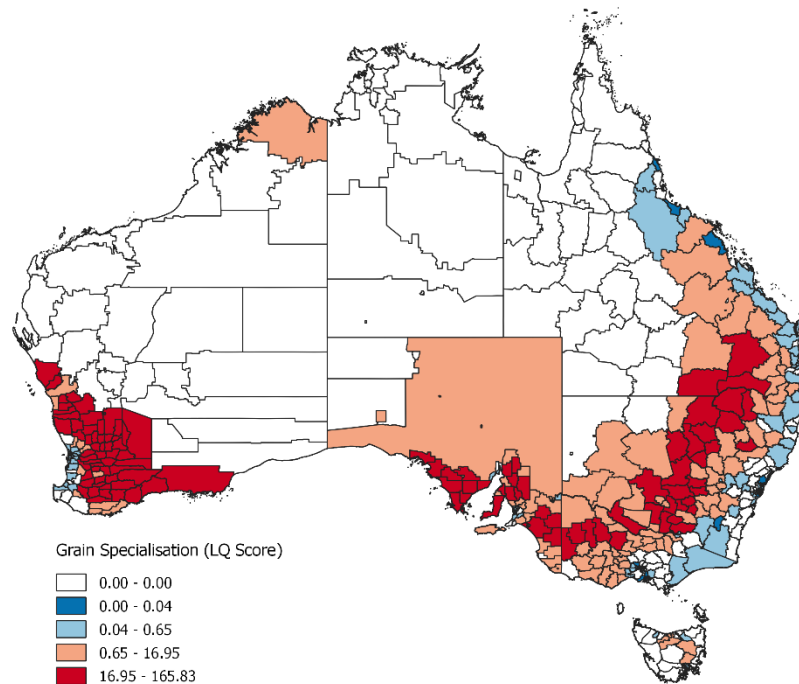 Grain Specialisation (LQ Score)
0.00 - 0.00
0.00 - 0.04
0.04 - 0.65
0.65 - 16.95
16.95 - 165.83